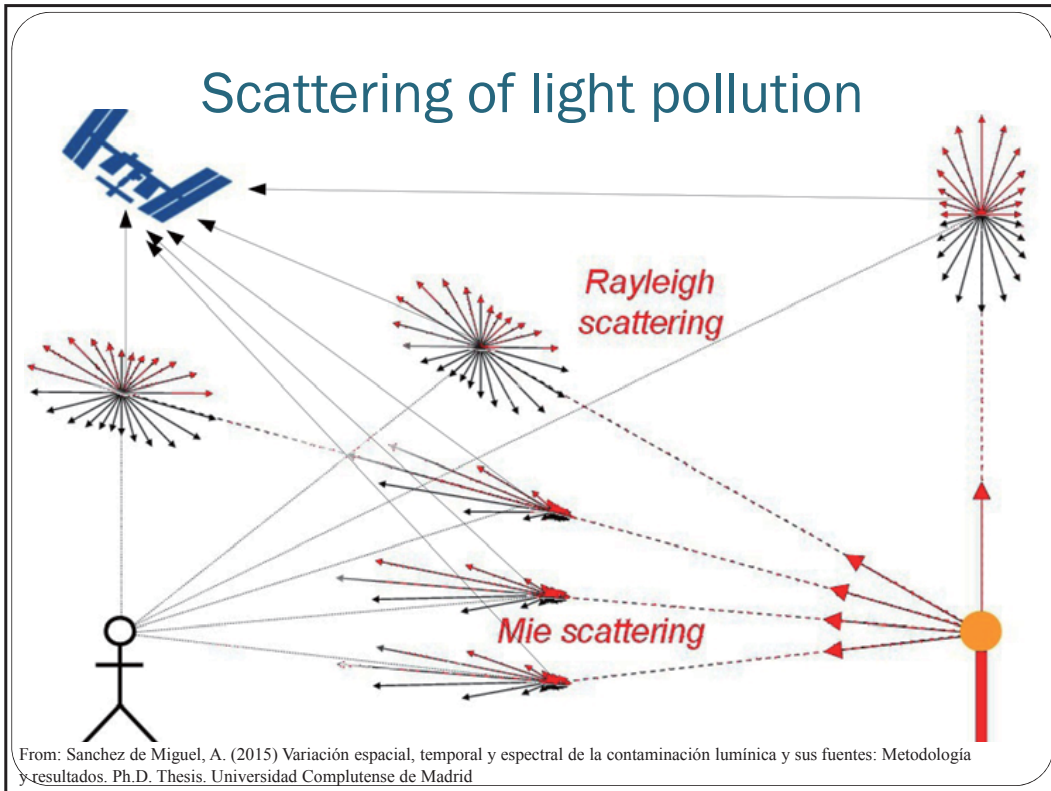 Scattering of light pollution
Rayleigh
scattering
Mie scattering
From: Sanchez de Miguel, A. (2015) Variación espacial, temporal y espectral de la contaminación lumínica y sus fuentes: Metodología
y resultados. Ph.D. Thesis. Universidad Complutense de Madrid